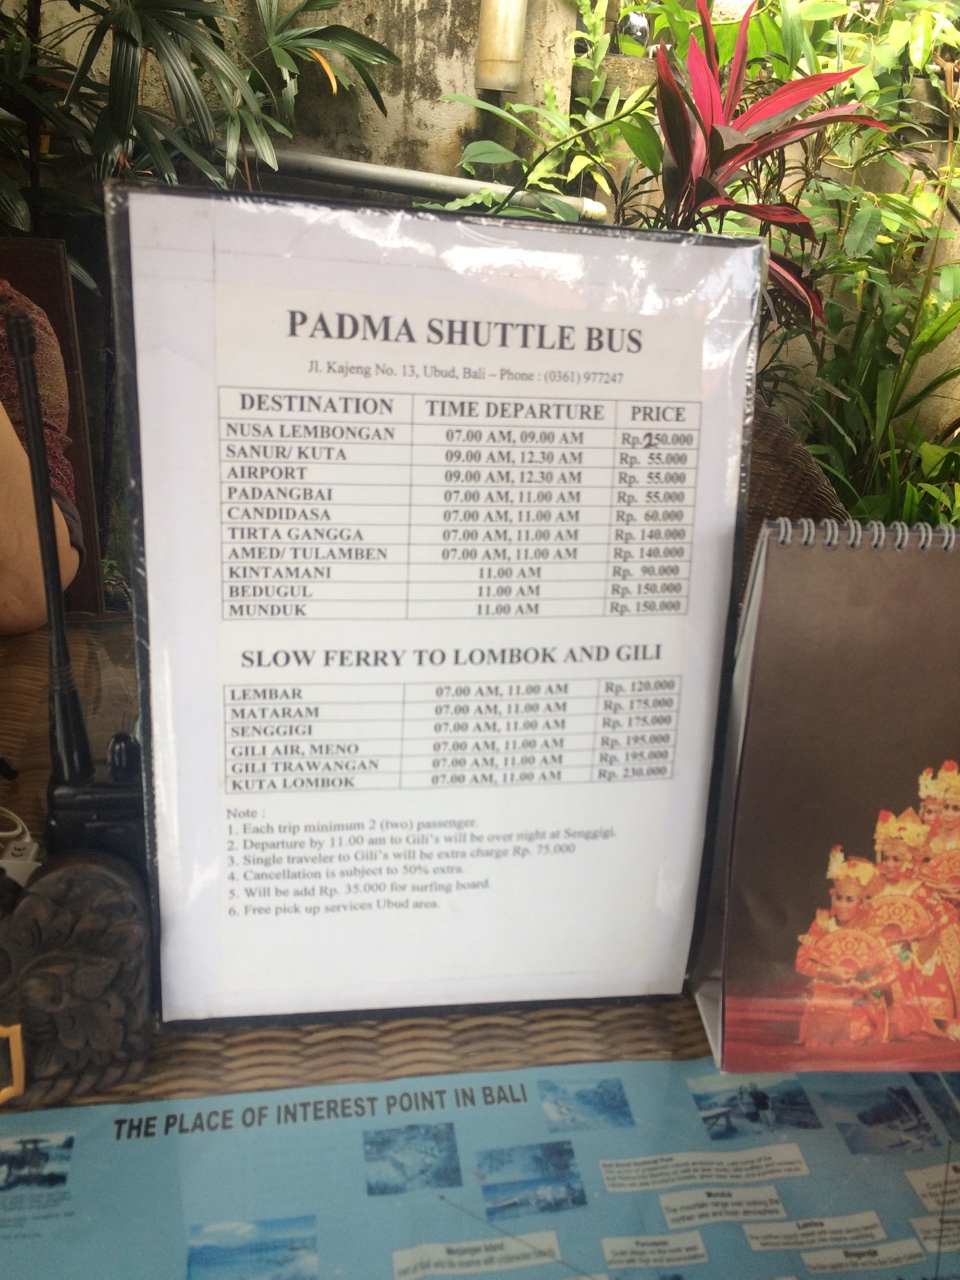 PADMA SHUTTLE BUS
Jl. Kajeng No. 13, Ubud, Bali – Phone : (0361) 977247
DESTINATION TIME DEPARTURE PRICE
NUSA LEMBONGAN 07.00 AM, 09.00 AM Rp. 250.000
SANUR/ KUTA 09.00 AM, 12.30 AM Rp. 55.000
AIRPORT 09.00 AM, 12.30 AM Rp. 55.000
PADANGBAI 07.00 AM, 11.00 AM Rp. 55.000
CANDIDASA 07.00 AM, 11.00 AM Rp. 60.000
TIRTA GANGGA 07.00 AM, 11.00 AM Rp. 140.000
AMED/ TULAMBEN 07.00 AM, 11.00 AM Rp. 140.000
KINTAMANI 11.00 AM Rp. 90.000
BEDUGUL 11.00 AM Rp. 150.000
MUNDUK 11.00 AM Rp. 150.000
SLOW FERRY TO LOMBOK AND GILI
LEMBAR 07.00 AM, 11.00 AM Rp. 120.000
MATARAM 07.00 AM, 11.00 AM Rp. 175.000
SENGGIGI 07.00 AM, 11.00 AM Rp. 175.000
GILI AIR, MENO 07.00 AM, 11.00 AM Rp. 195.000
GILI TRAWANGAN 07.00 AM, 11.00 AM Rp. 195.000
KUTA LOMBOK 07.00 AM, 11.00 AM Rp. 230.000
Note :
1. Each trip minimum 2 (two) passenger.
2. Departure by 11.00 am to Gili's will be over night at Senggigi.
3. Single traveler to Gili's will be extra charge Rp. 75.000
4. Cancellation is subject to 50% extra.
5. Will be add Rp. 35.000 for surfing board.
6. Free pick up services Ubud area.
THE PLACE OF INTEREST POINT IN BALI
Munduk